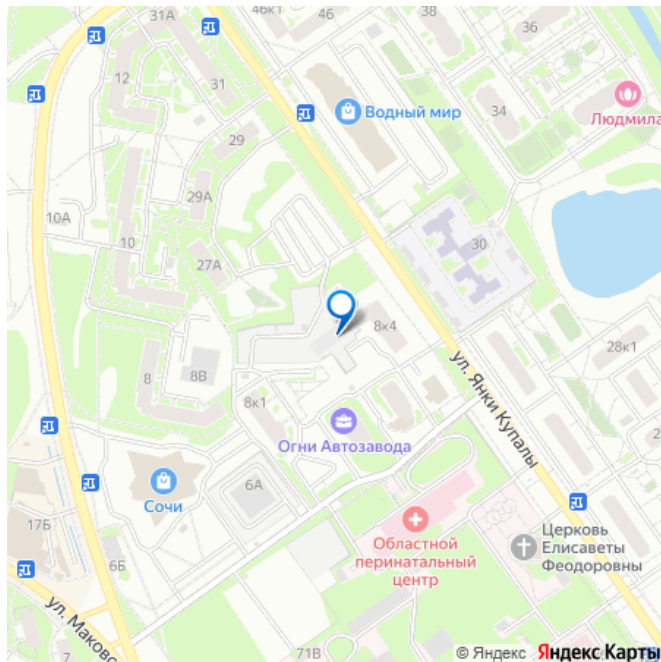 31А
46к1
46
38
36
12
31
34
Водный мир
Людмила
29
29А
10А
10
27А
30
8к4
28к1
8
8В
8к1
ул. Янки Купалы
Огни Автозавода
6А
Сочи
17Б
6Б
Областной
перинатальный
центр
Церковь
Елисаветы
Феодоровны
ул. Маковс
7
71В
© Яндекс Яндекс Карты